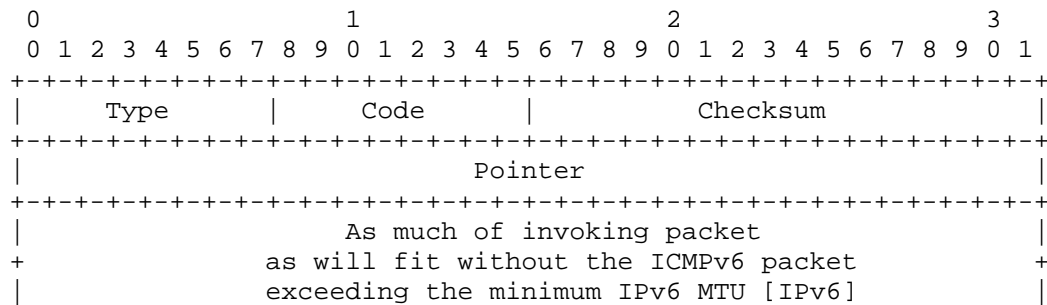 0                   1                   2                   3
 0 1 2 3 4 5 6 7 8 9 0 1 2 3 4 5 6 7 8 9 0 1 2 3 4 5 6 7 8 9 0 1
+-+-+-+-+-+-+-+-+-+-+-+-+-+-+-+-+-+-+-+-+-+-+-+-+-+-+-+-+-+-+-+-+
|     Type      |     Code      |          Checksum             |
+-+-+-+-+-+-+-+-+-+-+-+-+-+-+-+-+-+-+-+-+-+-+-+-+-+-+-+-+-+-+-+-+
|                            Pointer                            |
+-+-+-+-+-+-+-+-+-+-+-+-+-+-+-+-+-+-+-+-+-+-+-+-+-+-+-+-+-+-+-+-+
|                    As much of invoking packet                 |
+               as will fit without the ICMPv6 packet           +
|               exceeding the minimum IPv6 MTU [IPv6]           |